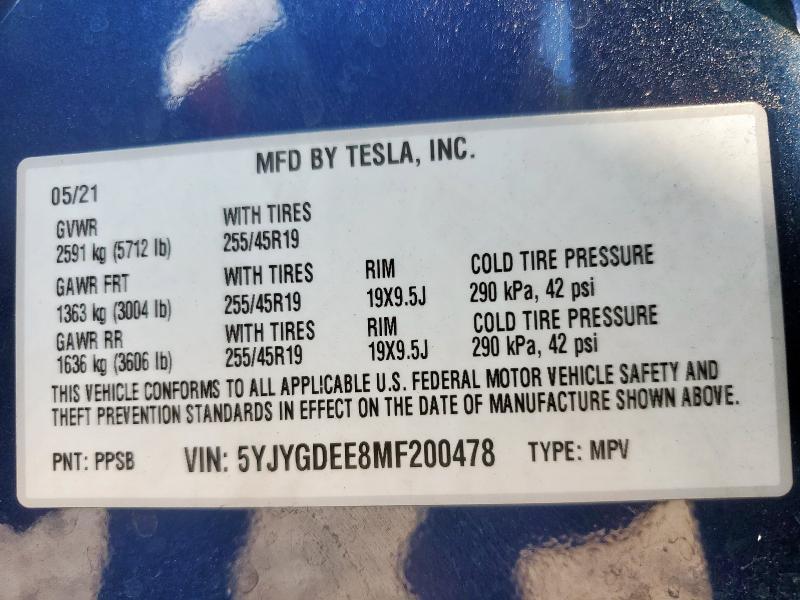 MFD BY TESLA, INC.
05/21
GVWR WITH TIRES
2591 kg (5712 lb) 255/45R19
GAWR FRT WITH TIRES RIM COLD TIRE PRESSURE
1363 kg (3004 lb) 255/45R19 19X9.5J 290 kPa, 42 psi
GAWR RR WITH TIRES RIM COLD TIRE PRESSURE
1636 kg (3606 lb) 255/45R19 19X9.5J 290 kPa, 42 psi
THIS VEHICLE CONFORMS TO ALL APPLICABLE U.S. FEDERAL MOTOR VEHICLE SAFETY AND
THEFT PREVENTION STANDARDS IN EFFECT ON THE DATE OF MANUFACTURE SHOWN ABOVE.
PNT: PPSB VIN: 5YJYGDEE8MF200478 TYPE: MPV